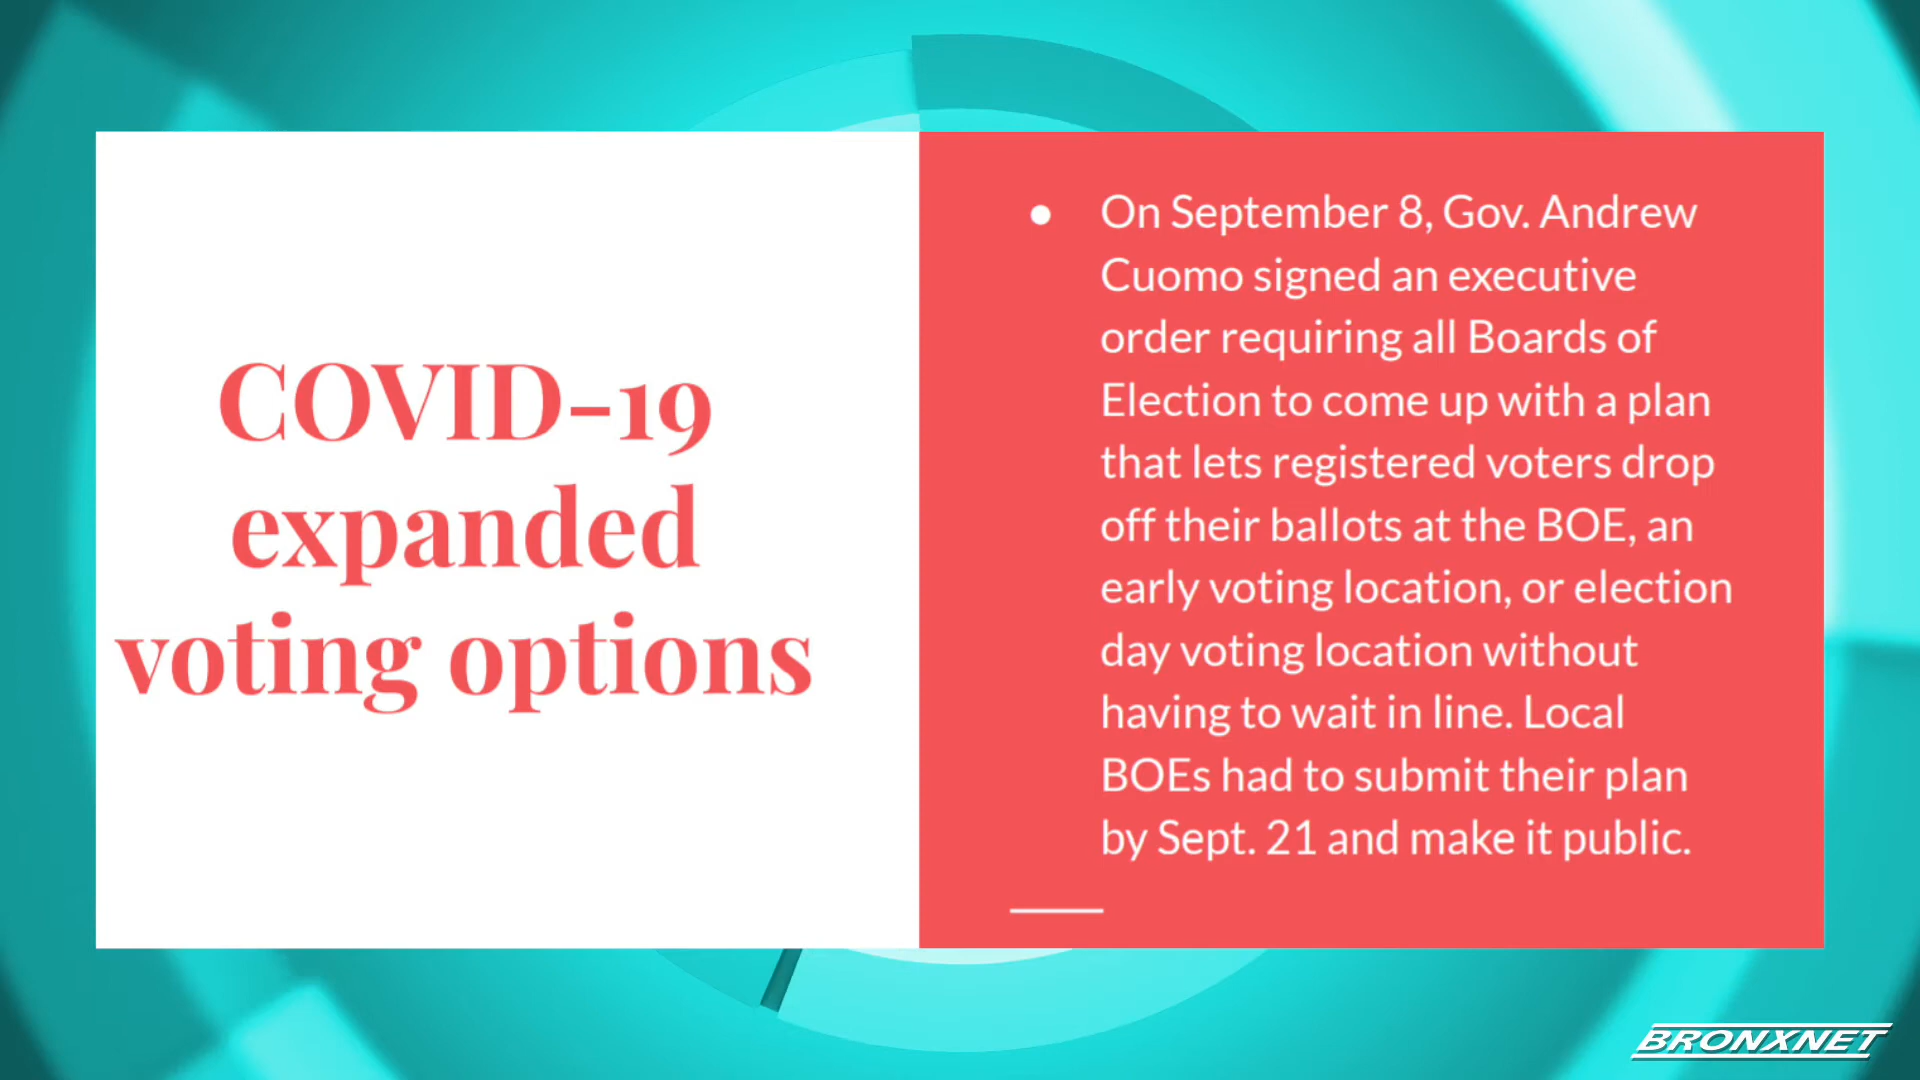 COVID-19
expanded
voting options
● On September 8, Gov. Andrew
Cuomo signed an executive
order requiring all Boards of
Election to come up with a plan
that lets registered voters drop
off their ballots at the BOE, an
early voting location, or election
day voting location without
having to wait in line. Local
BOEs had to submit their plan
by Sept. 21 and make it public.
BRONXNET